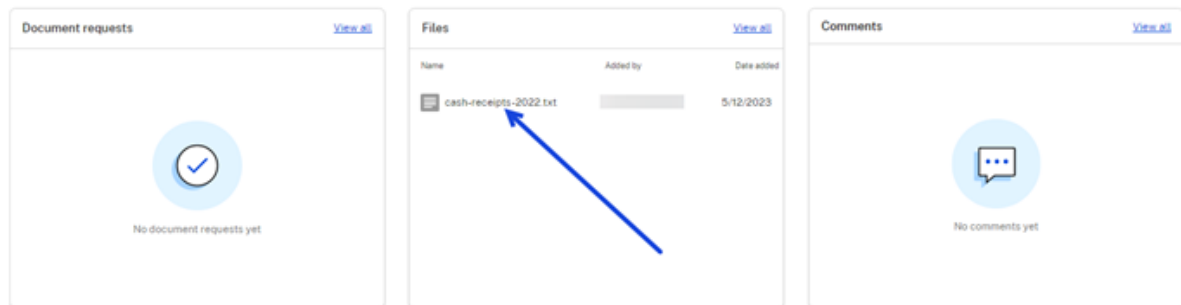 Document requests
View all
No document requests yet
Files
View all
Name Added by Date added
cash-receipts-2022.txt 5/12/2023
Comments
View all
No comments yet